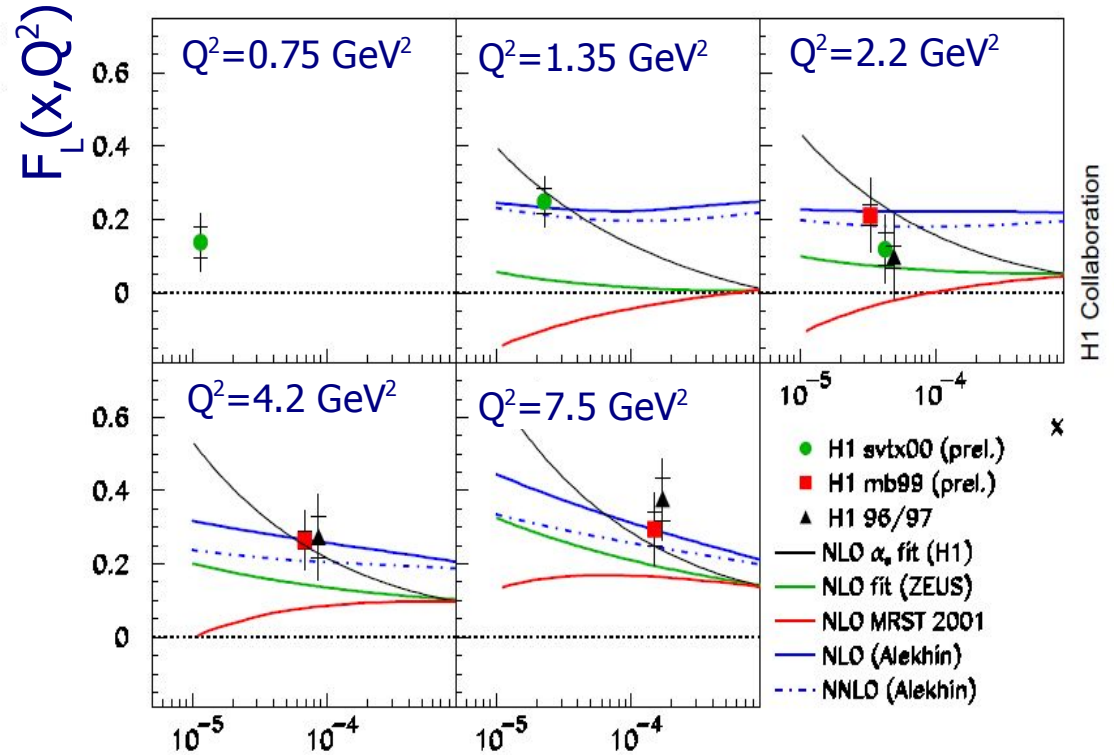 F_L(x,Q²)
Q²=0.75 GeV²
Q²=1.35 GeV²
Q²=2.2 GeV²
0.6
0.4
0.2
0
H1 Collaboration
10⁻⁵
10⁻⁴
x
Q²=4.2 GeV²
Q²=7.5 GeV²
0.6
0.4
0.2
0
H1 svtx00 (prel.)
H1 mb99 (prel.)
H1 96/97
NLO αₛ fit (H1)
NLO fit (ZEUS)
NLO MRST 2001
NLO (Alekhin)
NNLO (Alekhin)
10⁻⁵
10⁻⁴
10⁻⁵
10⁻⁴